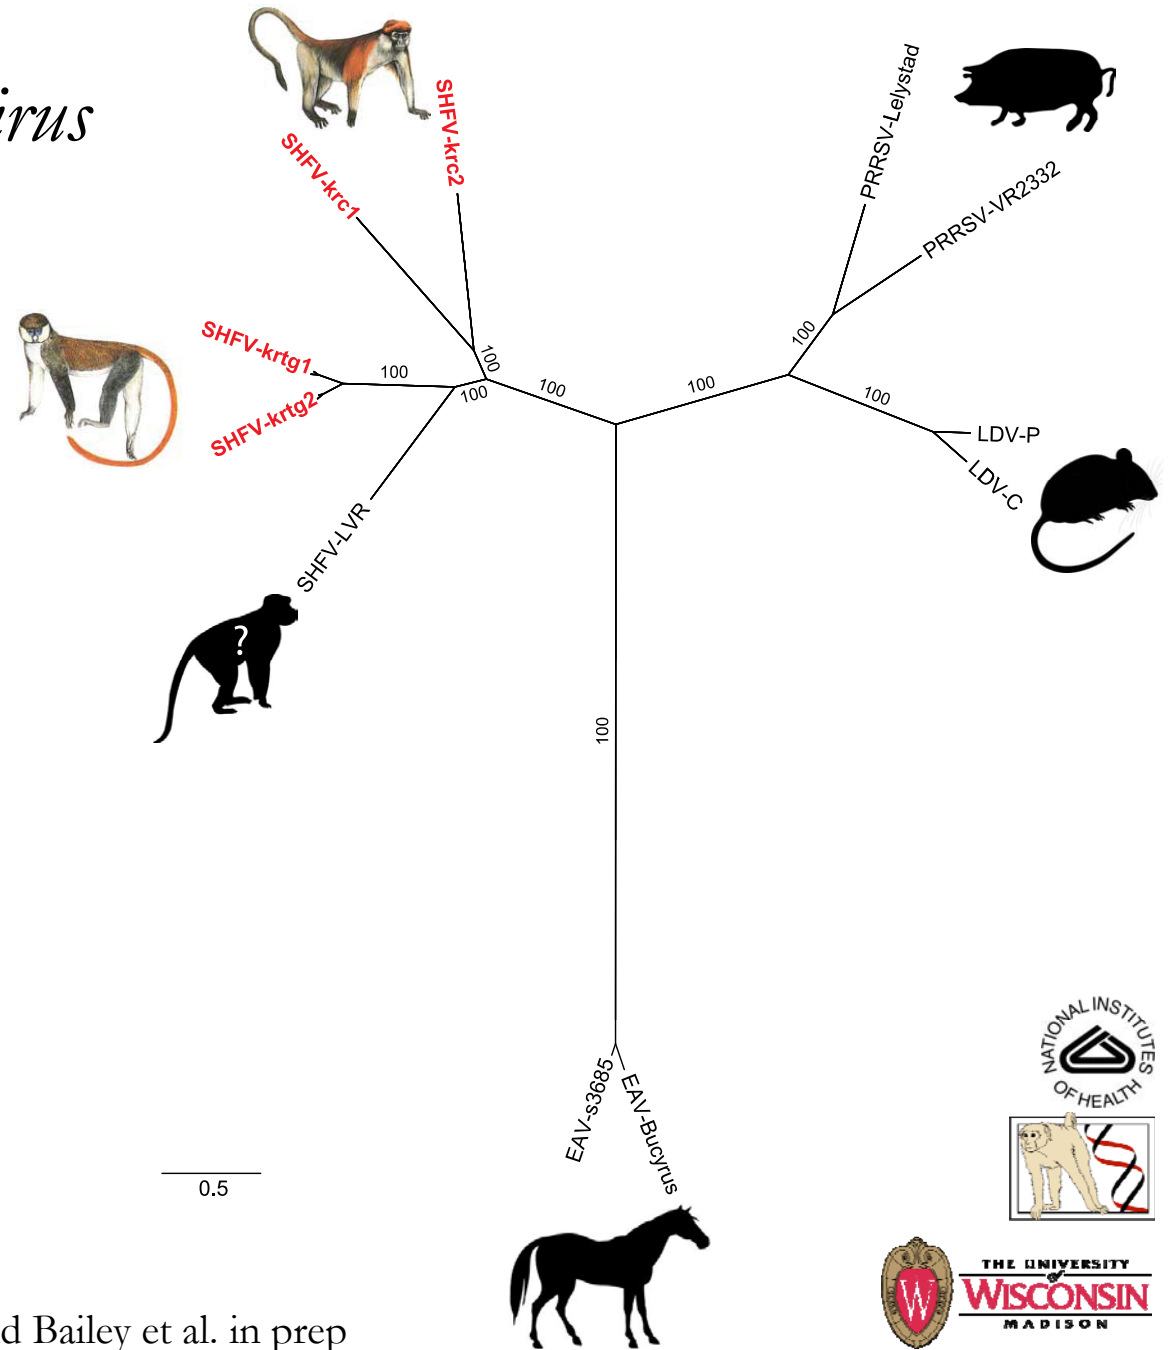 irus
SHFV-krc1
SHFV-krc2
SHFV-krtg1
SHFV-krtg2
SHFV-LVR
?
PRRSV-Lelystad
PRRSV-VR2332
LDV-P
LDV-C
100
100
100
100
100
100
100
100
EAV-s3685
EAV-Bucyrus
0.5
NATIONAL INSTITUTES
OF HEALTH
W
THE UNIVERSITY
of
WISCONSIN
MADISON
d Bailey et al. in prep